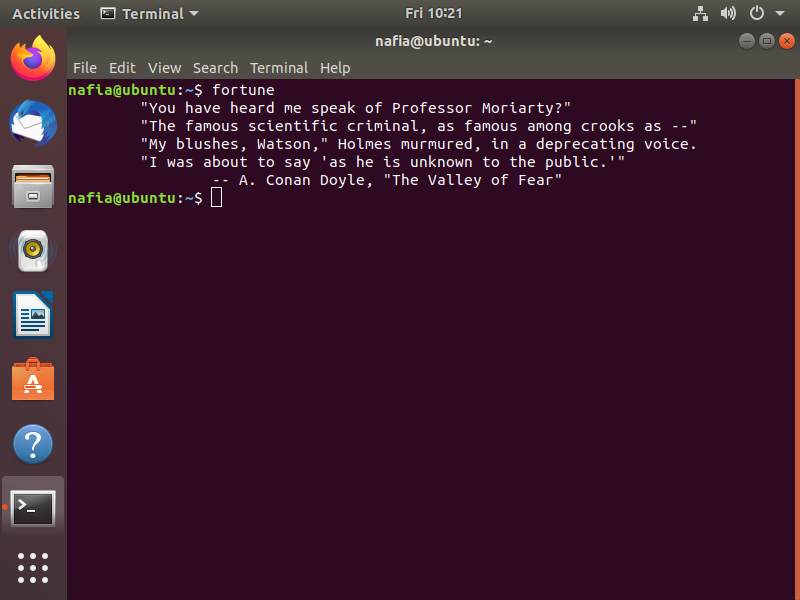 Activities Terminal Fri 10:21
nafia@ubuntu: ~
File Edit View Search Terminal Help
nafia@ubuntu:~$ fortune
"You have heard me speak of Professor Moriarty?"
"The famous scientific criminal, as famous among crooks as --"
"My blushes, Watson," Holmes murmured, in a deprecating voice.
"I was about to say 'as he is unknown to the public.'"
-- A. Conan Doyle, "The Valley of Fear"
nafia@ubuntu:~$